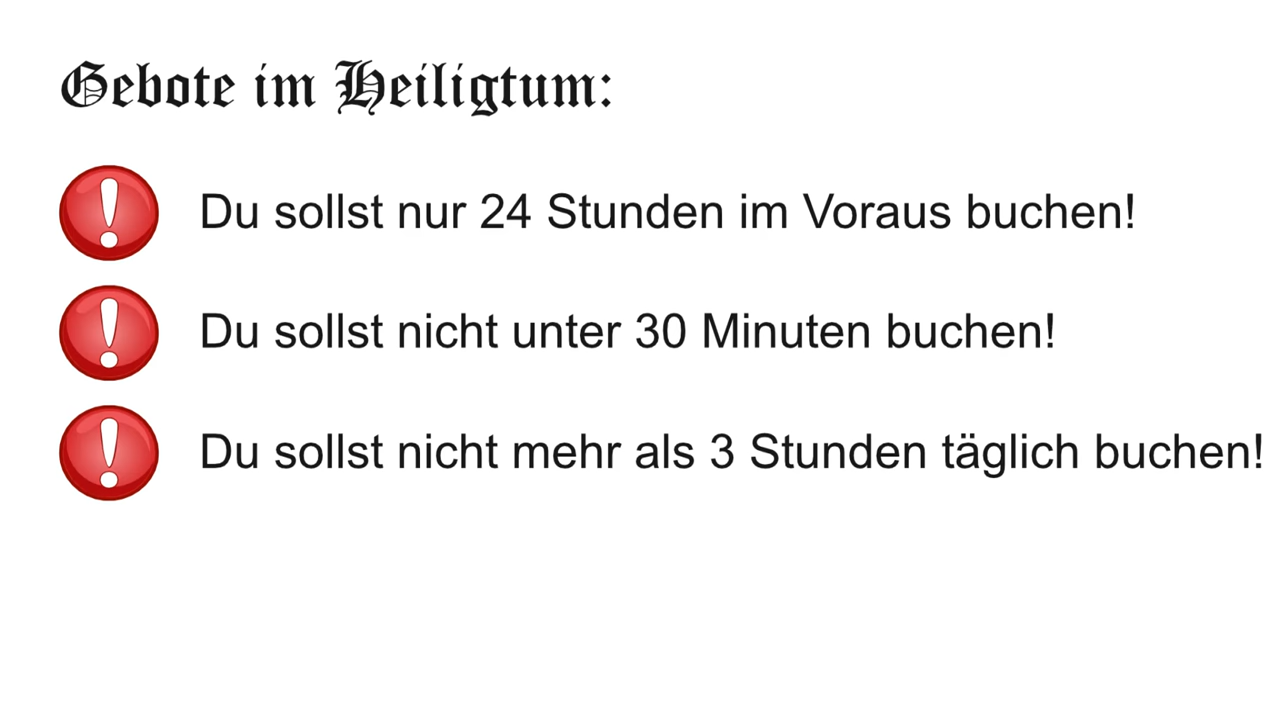 Gebote im Heiligtum:
Du sollst nur 24 Stunden im Voraus buchen!
Du sollst nicht unter 30 Minuten buchen!
Du sollst nicht mehr als 3 Stunden täglich buchen!